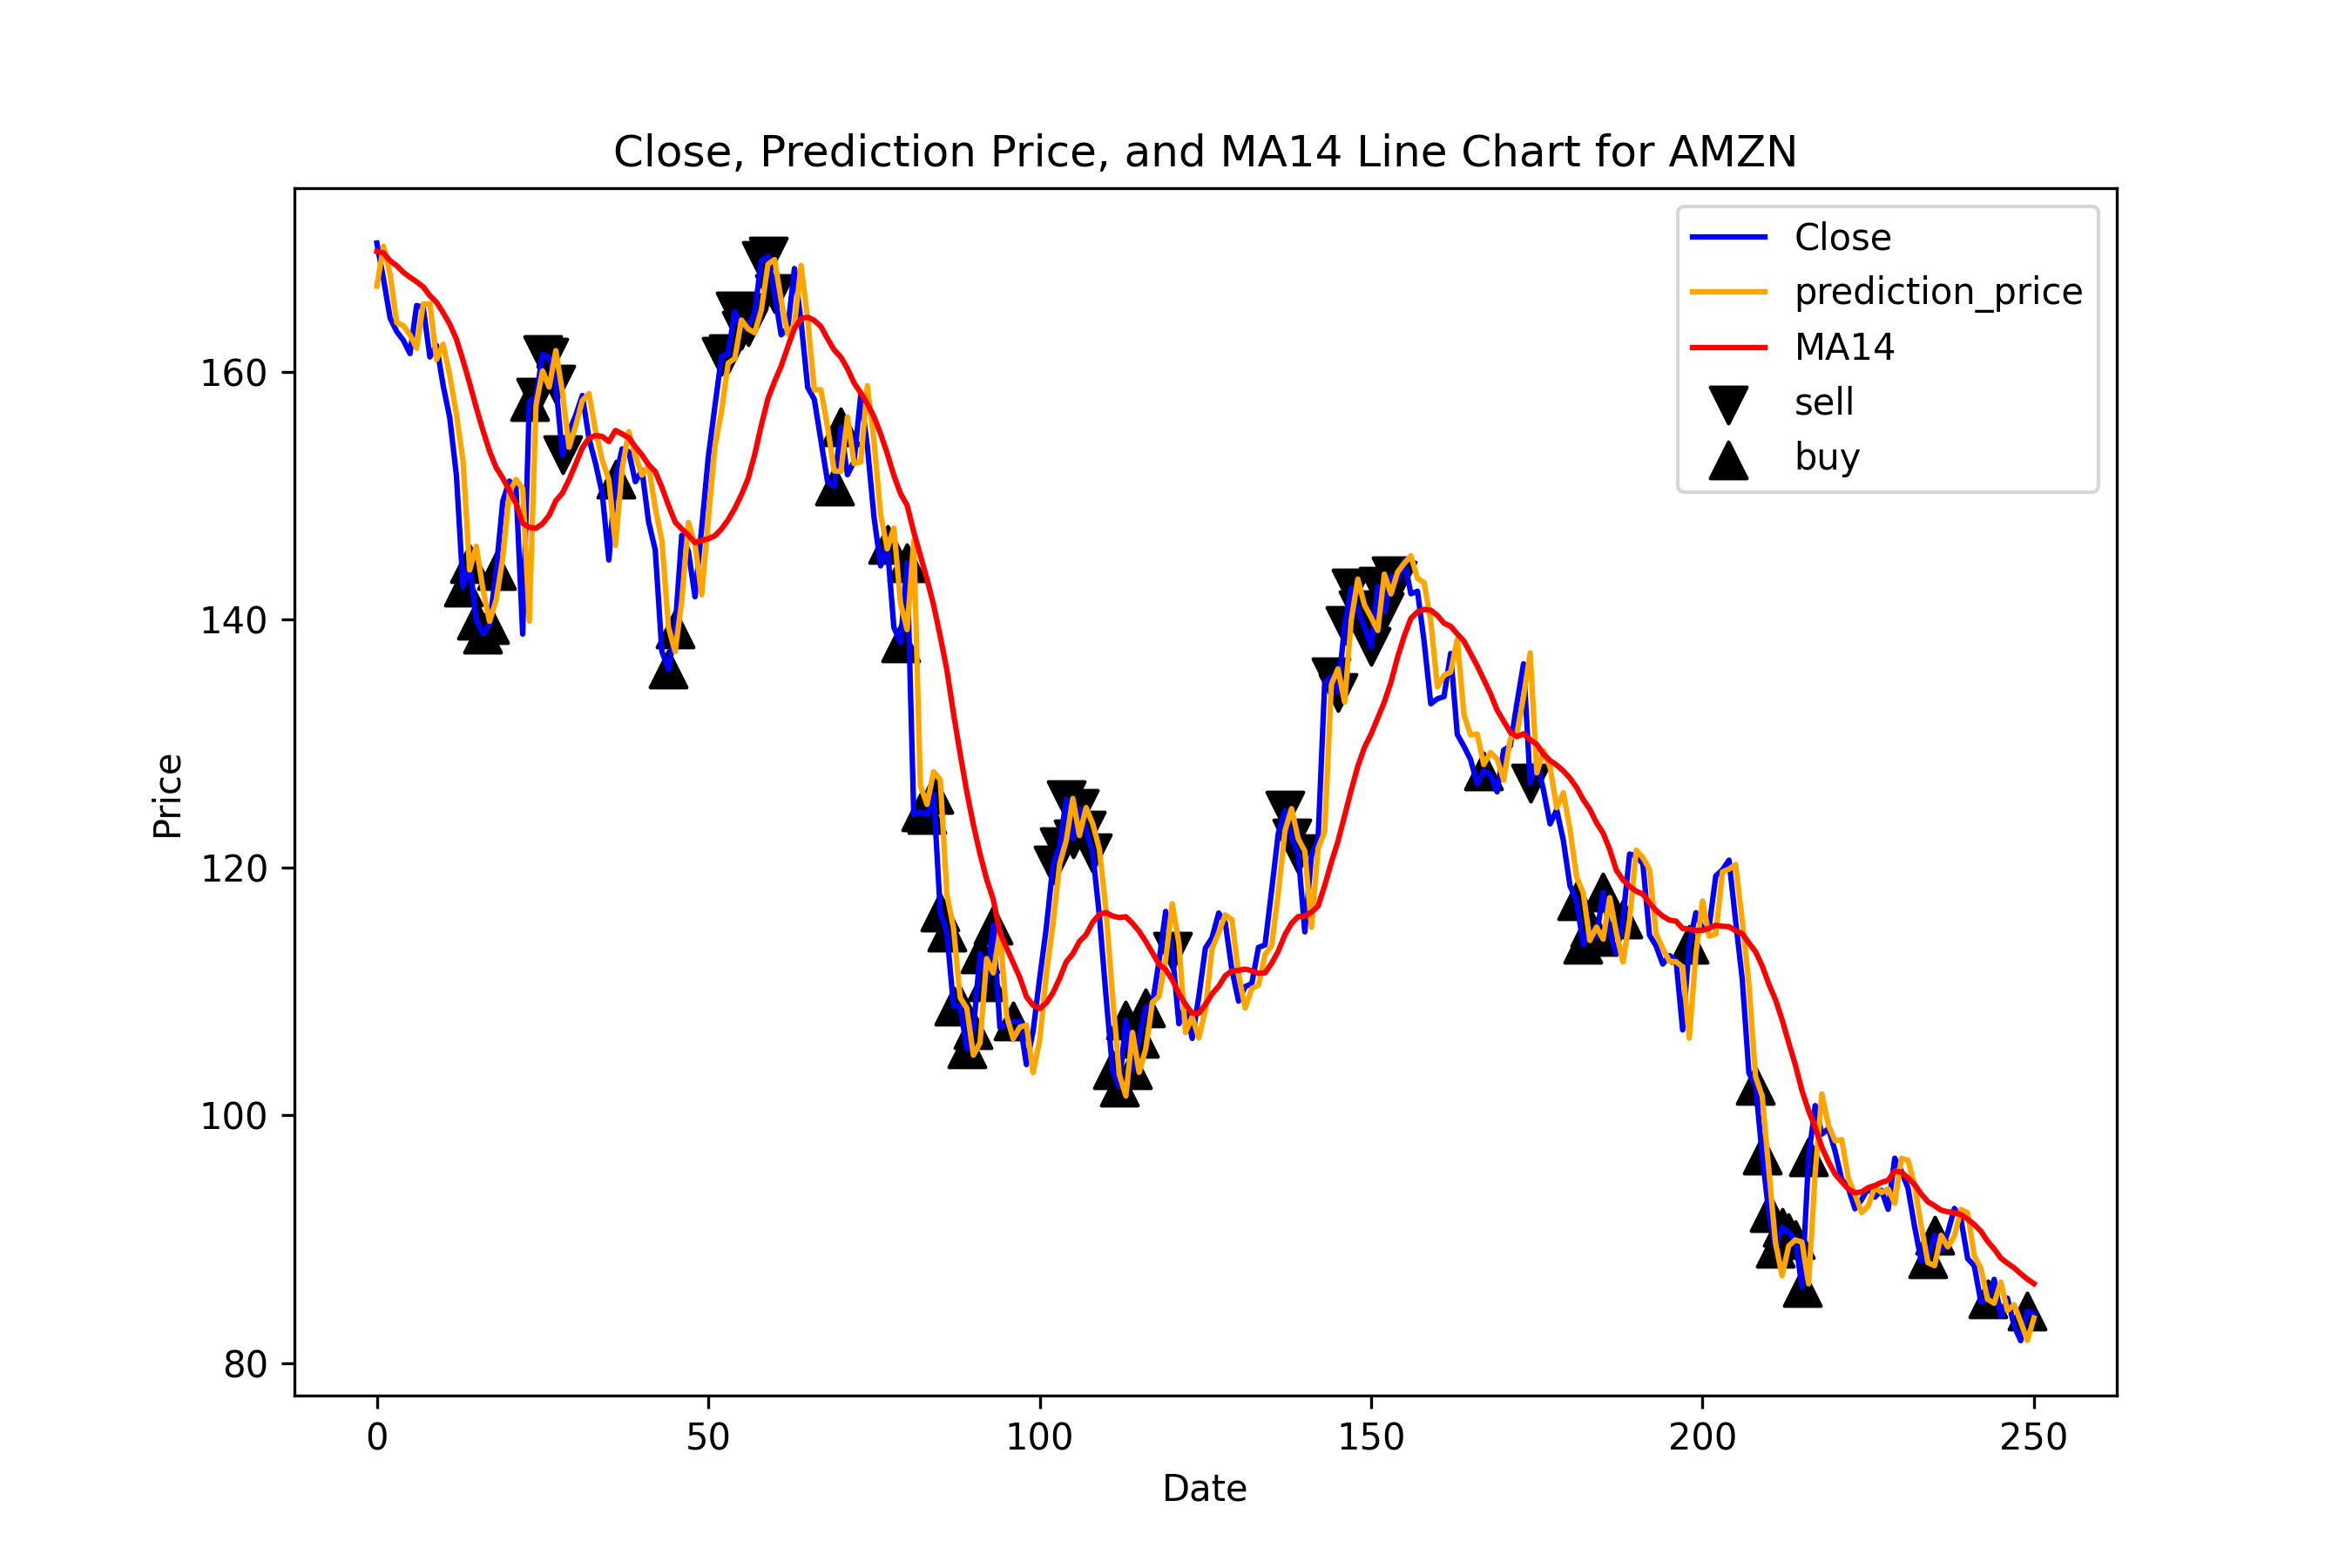 Close, Prediction Price, and MA14 Line Chart for AMZN
Close
prediction_price
MA14
sell
buy
Price
160
140
120
100
80
0 50 100 150 200 250
Date